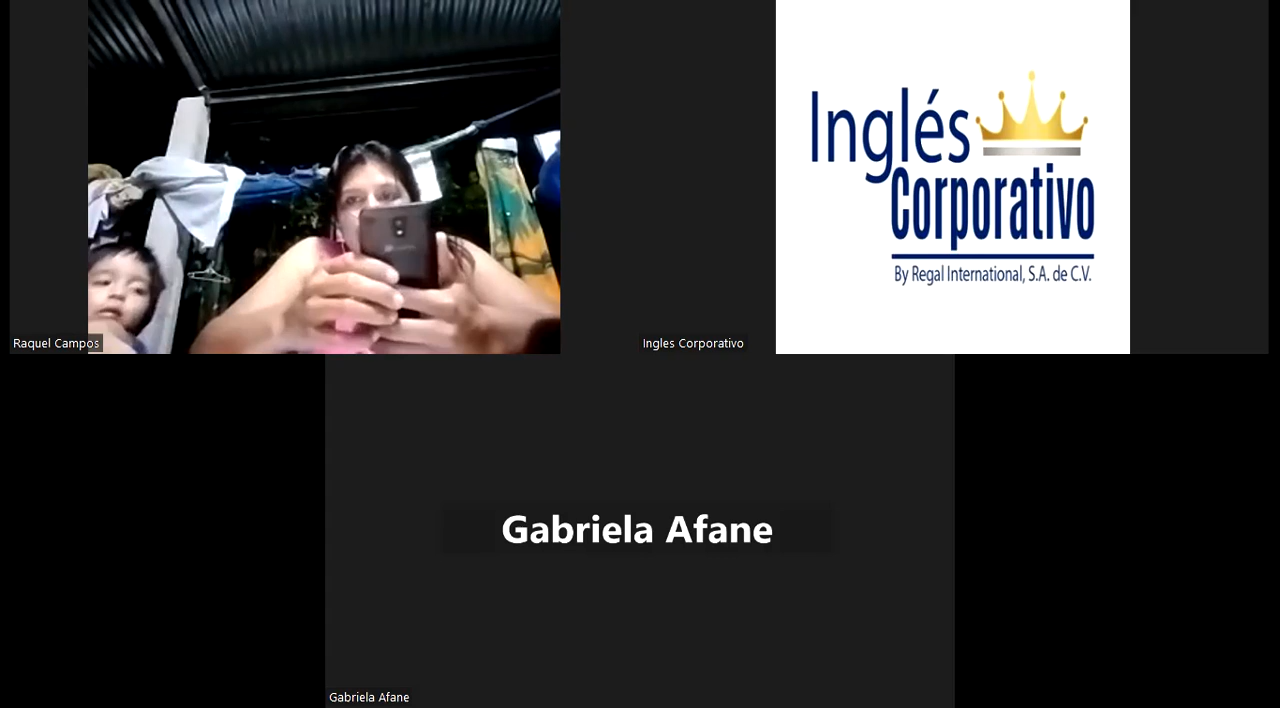 Inglés
Corporativo
By Regal International, S.A. de C.V.
Raquel Campos
Ingles Corporativo
Gabriela Afane
Gabriela Afane